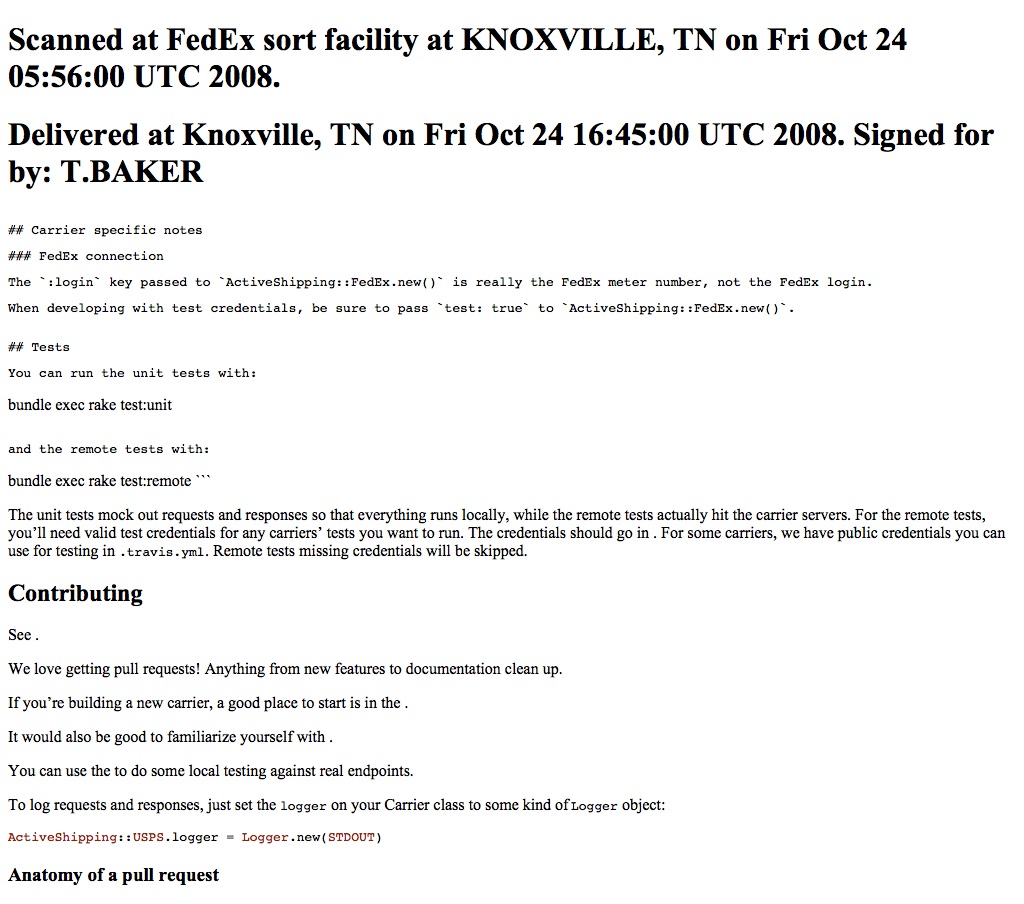 Scanned at FedEx sort facility at KNOXVILLE, TN on Fri Oct 24
05:56:00 UTC 2008.
Delivered at Knoxville, TN on Fri Oct 24 16:45:00 UTC 2008. Signed for
by: T.BAKER
## Carrier specific notes
### FedEx connection
The `:login` key passed to `ActiveShipping::FedEx.new()` is really the FedEx meter number, not the FedEx login.
When developing with test credentials, be sure to pass `test: true` to `ActiveShipping::FedEx.new()`.
## Tests
You can run the unit tests with:
bundle exec rake test:unit
and the remote tests with:
bundle exec rake test:remote ```
The unit tests mock out requests and responses so that everything runs locally, while the remote tests actually hit the carrier servers. For the remote tests,
you’ll need valid test credentials for any carriers’ tests you want to run. The credentials should go in . For some carriers, we have public credentials you can
use for testing in .travis.yml. Remote tests missing credentials will be skipped.
Contributing
See .
We love getting pull requests! Anything from new features to documentation clean up.
If you’re building a new carrier, a good place to start is in the .
It would also be good to familiarize yourself with .
You can use the to do some local testing against real endpoints.
To log requests and responses, just set the logger on your Carrier class to some kind of Logger object:
ActiveShipping::USPS.logger = Logger.new(STDOUT)
Anatomy of a pull request